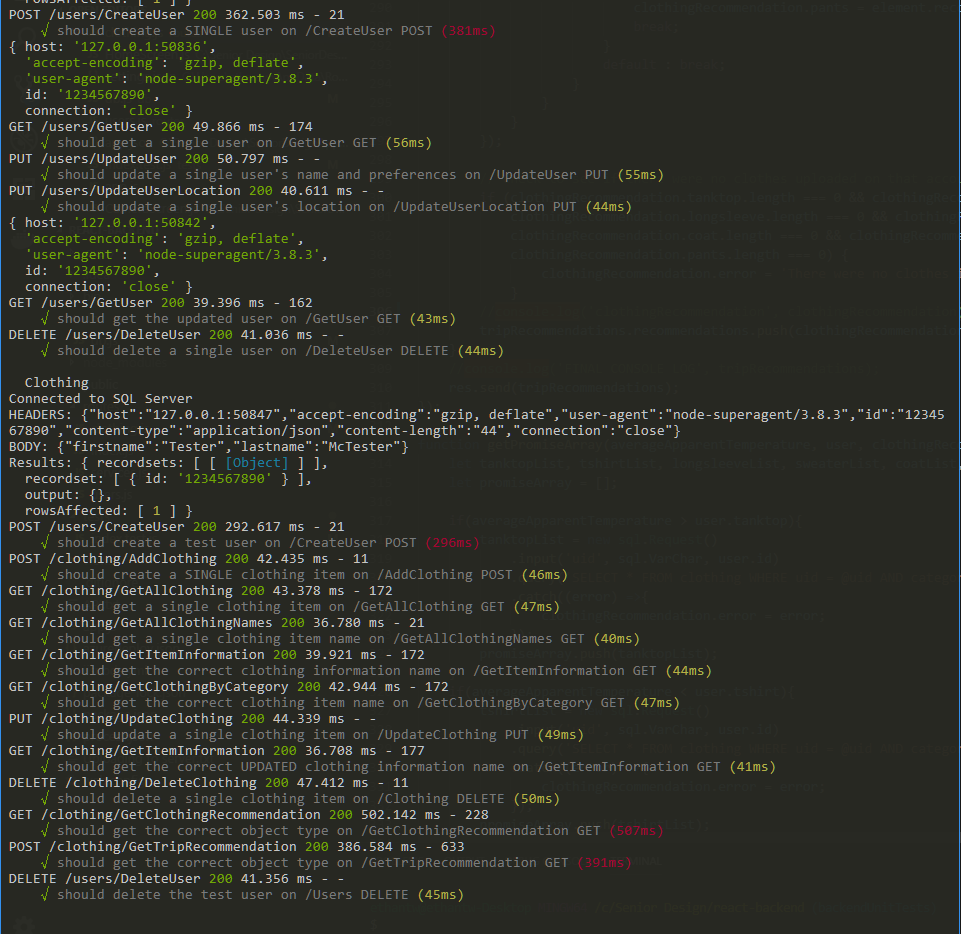 rowsAffected: [ 1 ] }
POST /users/CreateUser 200 362.503 ms - 21
√ should create a SINGLE user on /CreateUser POST (381ms)
{ host: '127.0.0.1:50836',
'accept-encoding': 'gzip, deflate',
'user-agent': 'node-superagent/3.8.3',
id: '1234567890',
connection: 'close' }
GET /users/GetUser 200 49.866 ms - 174
√ should get a single user on /GetUser GET (56ms)
PUT /users/UpdateUser 200 50.797 ms - -
√ should update a single user's name and preferences on /UpdateUser PUT (55ms)
PUT /users/UpdateUserLocation 200 40.611 ms - -
√ should update a single user's location on /UpdateUserLocation PUT (44ms)
{ host: '127.0.0.1:50842',
'accept-encoding': 'gzip, deflate',
'user-agent': 'node-superagent/3.8.3',
id: '1234567890',
connection: 'close' }
GET /users/GetUser 200 39.396 ms - 162
√ should get the updated user on /GetUser GET (43ms)
DELETE /users/DeleteUser 200 41.036 ms - -
√ should delete a single user on /DeleteUser DELETE (44ms)
Clothing
Connected to SQL Server
HEADERS: {"host":"127.0.0.1:50847","accept-encoding":"gzip, deflate","user-agent":"node-superagent/3.8.3","id":"12345
67890","content-type":"application/json","content-length":"44","connection":"close"}
BODY: {"firstname":"Tester","lastname":"McTester"}
Results: { recordsets: [ [ [Object] ] ],
recordset: [ { id: '1234567890' } ],
output: {},
rowsAffected: [ 1 ] }
POST /users/CreateUser 200 292.617 ms - 21
√ should create a test user on /CreateUser POST (296ms)
POST /clothing/AddClothing 200 42.435 ms - 11
√ should create a SINGLE clothing item on /AddClothing POST (46ms)
GET /clothing/GetAllClothing 200 43.378 ms - 172
√ should get a single clothing item on /GetAllClothing GET (47ms)
GET /clothing/GetAllClothingNames 200 36.780 ms - 21
√ should get a single clothing item name on /GetAllClothingNames GET (40ms)
GET /clothing/GetItemInformation 200 39.921 ms - 172
√ should get the correct clothing information name on /GetItemInformation GET (44ms)
GET /clothing/GetClothingByCategory 200 42.944 ms - 172
√ should get the correct clothing item name on /GetClothingByCategory GET (47ms)
PUT /clothing/UpdateClothing 200 44.339 ms - -
√ should update a single clothing item on /UpdateClothing PUT (49ms)
GET /clothing/GetItemInformation 200 36.708 ms - 177
√ should get the correct UPDATED clothing information name on /GetItemInformation GET (41ms)
DELETE /clothing/DeleteClothing 200 47.412 ms - 11
√ should delete a single clothing item on /Clothing DELETE (50ms)
GET /clothing/GetClothingRecommendation 200 502.142 ms - 228
√ should get the correct object type on /GetClothingRecommendation GET (507ms)
POST /clothing/GetTripRecommendation 200 386.584 ms - 633
√ should get the correct object type on /GetTripRecommendation GET (391ms)
DELETE /users/DeleteUser 200 41.356 ms - -
√ should delete the test user on /Users DELETE (45ms)